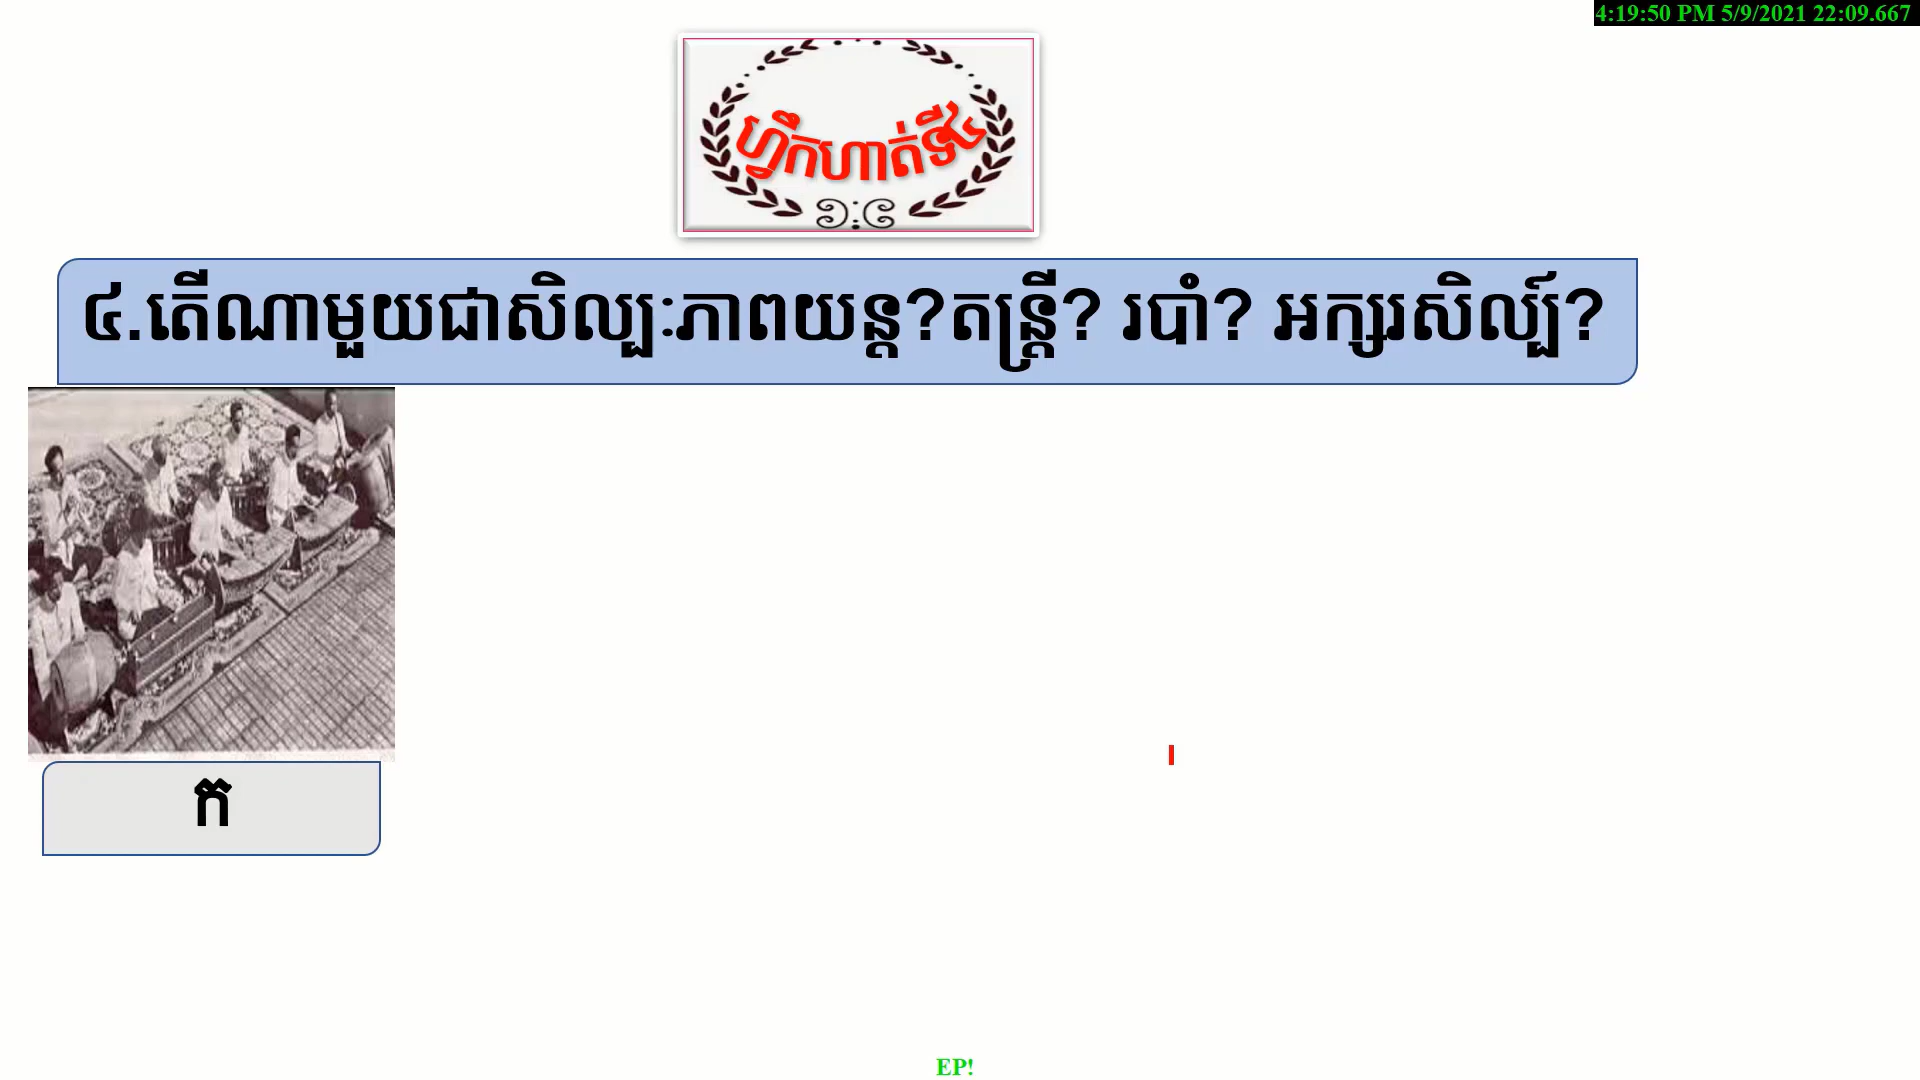 4:19:50 PM 5/9/2021 22:09.667
ហ្វឹកហាត់ទី៤
៤.តើណាមួយជាសិល្បៈភាពយន្ត?តន្ត្រី? របាំ? អក្សរសិល្ប៍?
ក
EP!